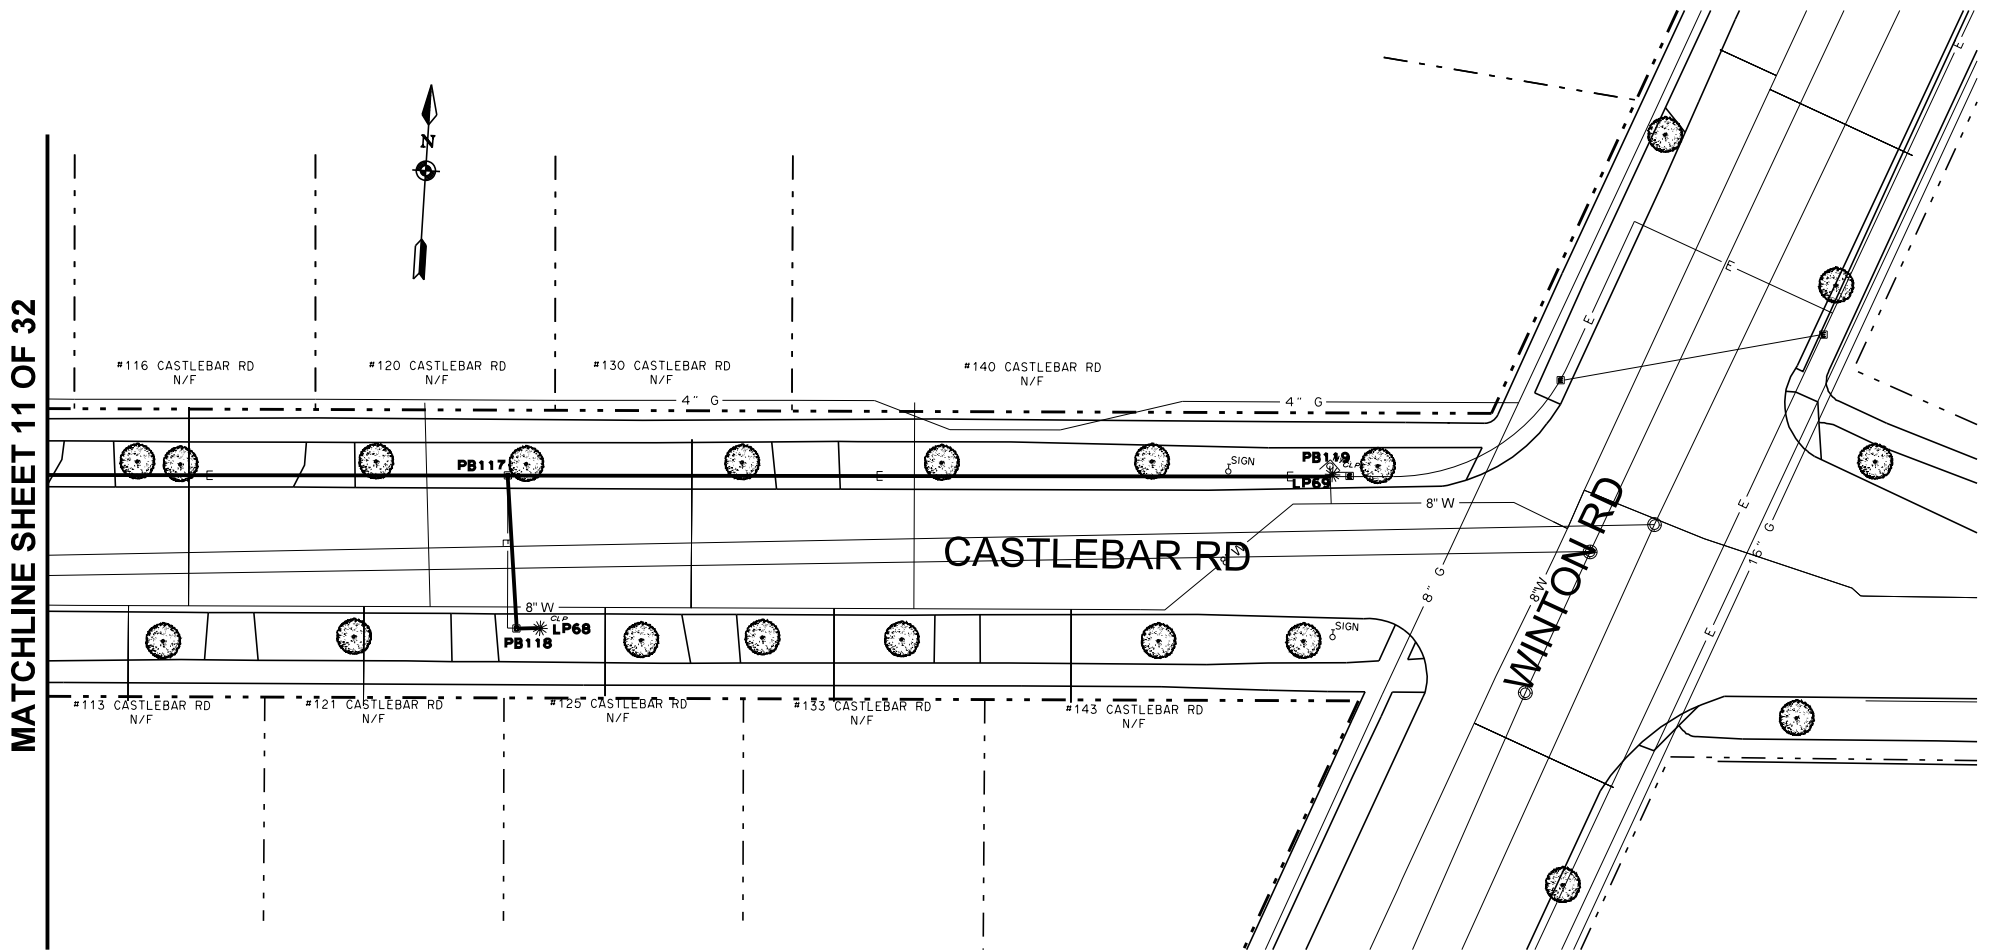 MATCHLINE SHEET 11 OF 32
N
#116 CASTLEBAR RD
N/F
#120 CASTLEBAR RD
N/F
#130 CASTLEBAR RD
N/F
#140 CASTLEBAR RD
N/F
4" G
4" G
E
E
E
PB117
SIGN
PB119
CLP
LP69
8" W
8" W
8" W
CASTLEBAR RD
CLP
LP68
PB118
SIGN
#113 CASTLEBAR RD
N/F
#121 CASTLEBAR RD
N/F
#125 CASTLEBAR RD
N/F
#133 CASTLEBAR RD
N/F
#143 CASTLEBAR RD
N/F
WINTON RD
8" G
8"W
16" G
E
E
E
E
E